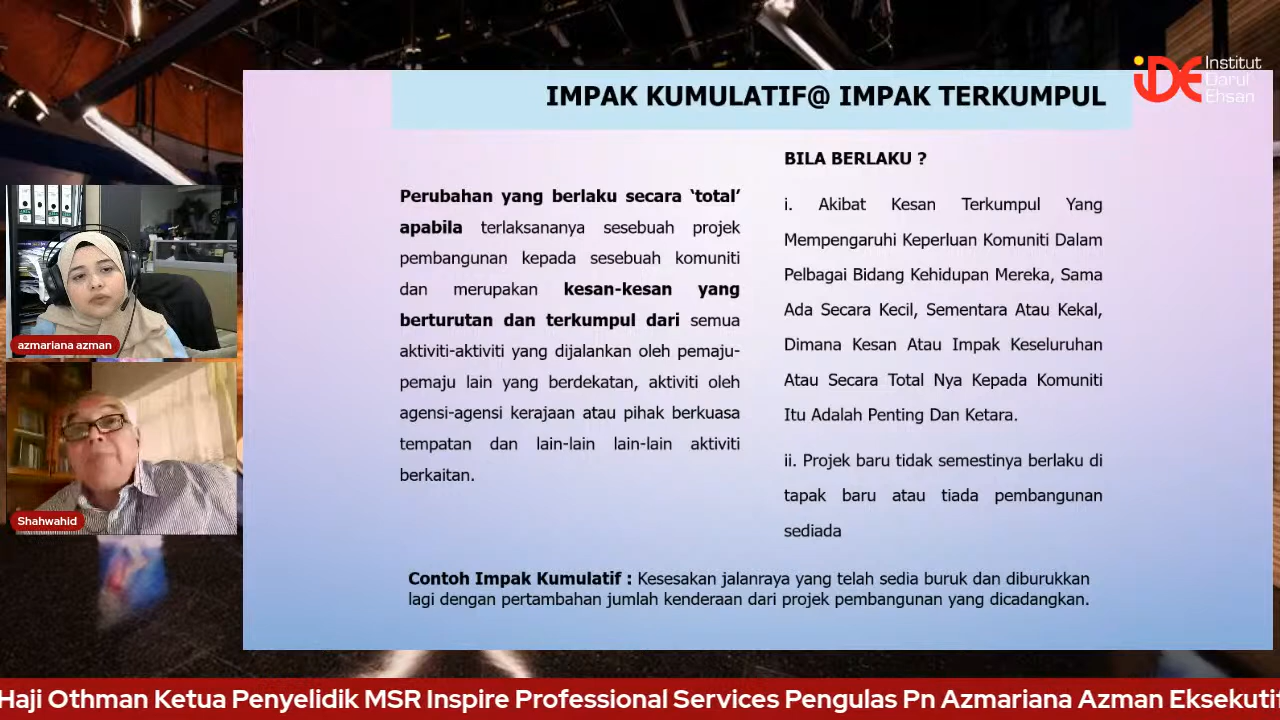 IMPAK KUMULATIF@ IMPAK TERKUMPUL
Institut
Darul
Ehsan
Perubahan yang berlaku secara ‘total’
apabila terlaksananya sesebuah projek
pembangunan kepada sesebuah komuniti
dan merupakan kesan-kesan yang
berturutan dan terkumpul dari semua
aktiviti-aktiviti yang dijalankan oleh pemaju-
pemaju lain yang berdekatan, aktiviti oleh
agensi-agensi kerajaan atau pihak berkuasa
tempatan dan lain-lain lain-lain aktiviti
berkaitan.
BILA BERLAKU ?
i. Akibat Kesan Terkumpul Yang
Mempengaruhi Keperluan Komuniti Dalam
Pelbagai Bidang Kehidupan Mereka, Sama
Ada Secara Kecil, Sementara Atau Kekal,
Dimana Kesan Atau Impak Keseluruhan
Atau Secara Total Nya Kepada Komuniti
Itu Adalah Penting Dan Ketara.
ii. Projek baru tidak semestinya berlaku di
tapak baru atau tiada pembangunan
sediada
Contoh Impak Kumulatif : Kesesakan jalanraya yang telah sedia buruk dan diburukkan
lagi dengan pertambahan jumlah kenderaan dari projek pembangunan yang dicadangkan.
azmariana azman
Shahwahid
Haji Othman Ketua Penyelidik MSR Inspire Professional Services Pengulas Pn Azmariana Azman Eksekutif